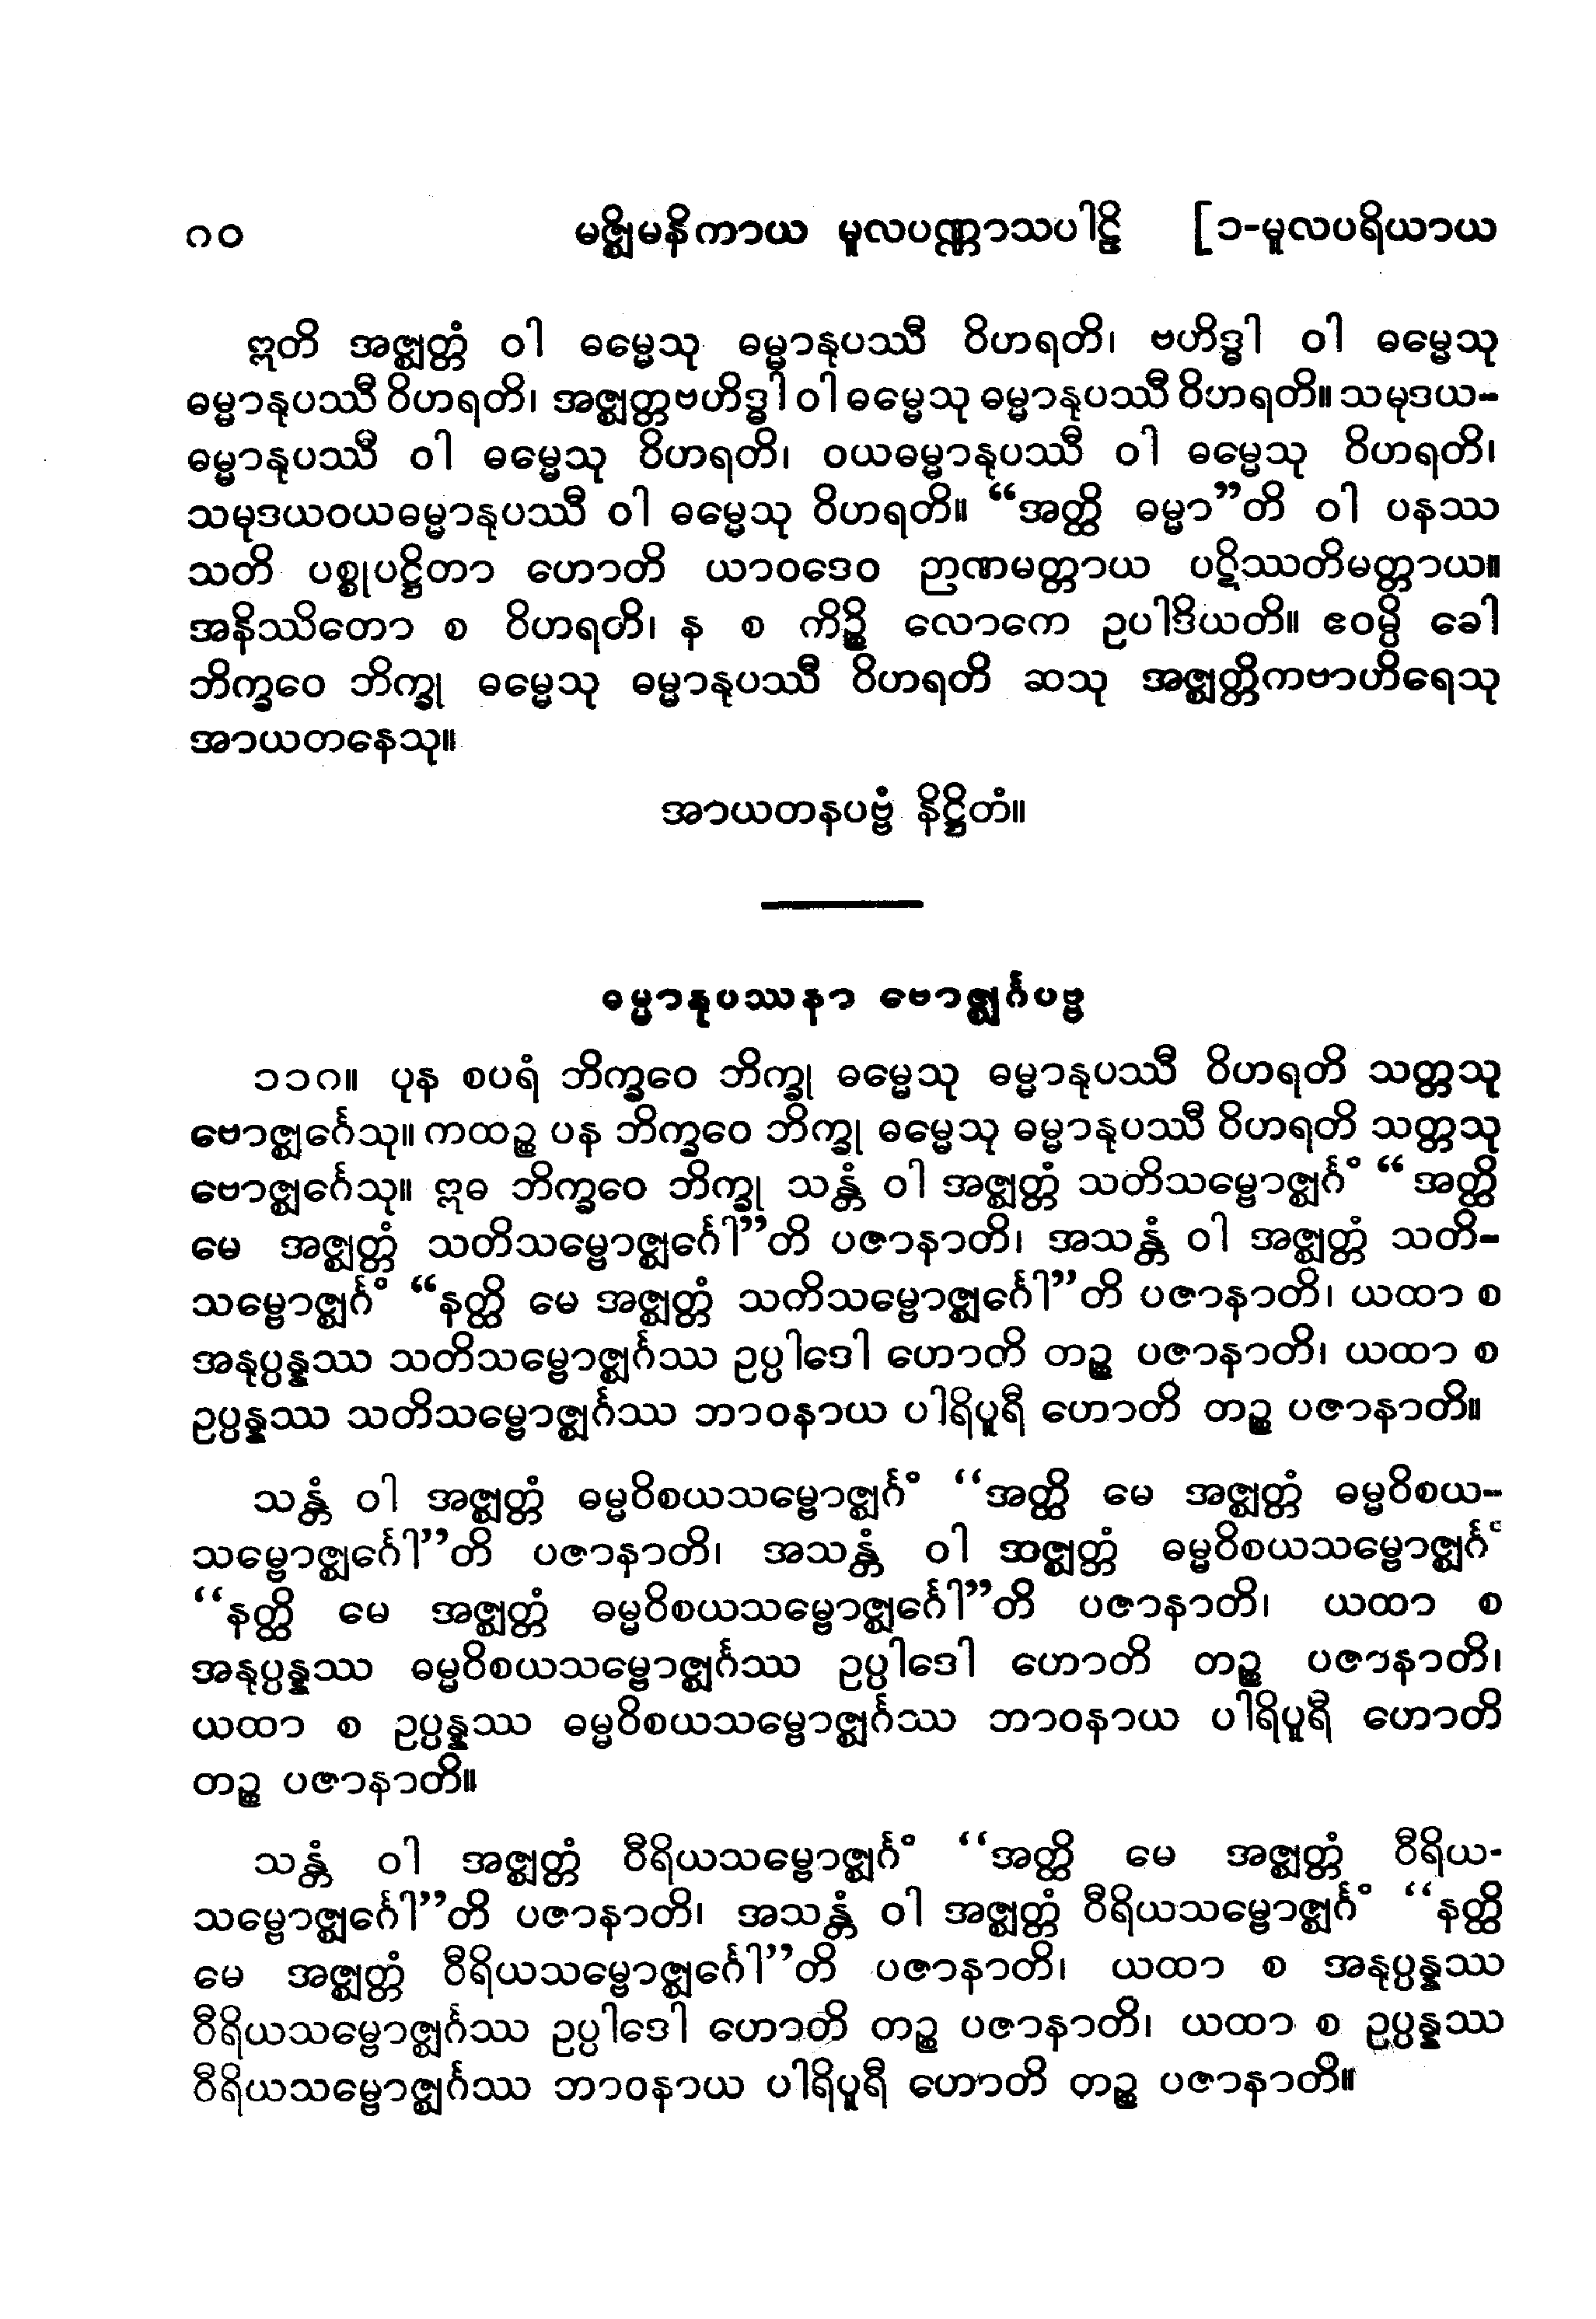 ၈၀ မဇ္ဈိမနိကာယ မူလပဏ္ဏာသပါဠိ [၁-မူလပရိယာယ
ဣတိ အဇ္ဈတ္တံ ဝါ ဓမ္မေသု ဓမ္မာနုပဿီ ဝိဟရတိ၊ ဗဟိဒ္ဓါ ဝါ ဓမ္မေသု
ဓမ္မာနုပဿီ ဝိဟရတိ၊ အဇ္ဈတ္တဗဟိဒ္ဓါ ဝါ ဓမ္မေသု ဓမ္မာနုပဿီ ဝိဟရတိ။ သမုဒယ-
ဓမ္မာနုပဿီ ဝါ ဓမ္မေသု ဝိဟရတိ၊ ဝယဓမ္မာနုပဿီ ဝါ ဓမ္မေသု ဝိဟရတိ၊
သမုဒယဝယဓမ္မာနုပဿီ ဝါ ဓမ္မေသု ဝိဟရတိ။ “အတ္ထိ ဓမ္မာ”တိ ဝါ ပနဿ
သတိ ပစ္စုပဋ္ဌိတာ ဟောတိ ယာဝဒေဝ ဉာဏမတ္တာယ ပဋိဿတိမတ္တာယ။
အနိဿိတော စ ဝိဟရတိ၊ န စ ကိဉ္စိ လောကေ ဥပါဒိယတိ။ ဧဝမ္ပိ ခေါ
ဘိက္ခဝေ ဘိက္ခု ဓမ္မေသု ဓမ္မာနုပဿီ ဝိဟရတိ ဆသု အဇ္ဈတ္တိကဗာဟိရေသု
အာယတနေသု။
အာယတနပဗ္ဗံ နိဋ္ဌိတံ။
ဓမ္မာနုပဿနာ ဗောဇ္ဈင်္ဂပဗ္ဗ
၁၁၈။ ပုန စပရံ ဘိက္ခဝေ ဘိက္ခု ဓမ္မေသု ဓမ္မာနုပဿီ ဝိဟရတိ သတ္တသု
ဗောဇ္ဈင်္ဂေသု။ ကထဉ္စ ပန ဘိက္ခဝေ ဘိက္ခု ဓမ္မေသု ဓမ္မာနုပဿီ ဝိဟရတိ သတ္တသု
ဗောဇ္ဈင်္ဂေသု။ ဣဓ ဘိက္ခဝေ ဘိက္ခု သန္တံ ဝါ အဇ္ဈတ္တံ သတိသမ္ဗောဇ္ဈင်္ဂံ “အတ္ထိ
မေ အဇ္ဈတ္တံ သတိသမ္ဗောဇ္ဈင်္ဂေါ”တိ ပဇာနာတိ၊ အသန္တံ ဝါ အဇ္ဈတ္တံ သတိ-
သမ္ဗောဇ္ဈင်္ဂံ “နတ္ထိ မေ အဇ္ဈတ္တံ သတိသမ္ဗောဇ္ဈင်္ဂေါ”တိ ပဇာနာတိ၊ ယထာ စ
အနုပ္ပန္နဿ သတိသမ္ဗောဇ္ဈင်္ဂဿ ဥပ္ပါဒေါ ဟောတိ တဉ္စ ပဇာနာတိ၊ ယထာ စ
ဥပ္ပန္နဿ သတိသမ္ဗောဇ္ဈင်္ဂဿ ဘာဝနာယ ပါရိပူရီ ဟောတိ တဉ္စ ပဇာနာတိ။
သန္တံ ဝါ အဇ္ဈတ္တံ ဓမ္မဝိစယသမ္ဗောဇ္ဈင်္ဂံ “အတ္ထိ မေ အဇ္ဈတ္တံ ဓမ္မဝိစယ-
သမ္ဗောဇ္ဈင်္ဂေါ”တိ ပဇာနာတိ၊ အသန္တံ ဝါ အဇ္ဈတ္တံ ဓမ္မဝိစယသမ္ဗောဇ္ဈင်္ဂံ
“နတ္ထိ မေ အဇ္ဈတ္တံ ဓမ္မဝိစယသမ္ဗောဇ္ဈင်္ဂေါ”တိ ပဇာနာတိ၊ ယထာ စ
အနုပ္ပန္နဿ ဓမ္မဝိစယသမ္ဗောဇ္ဈင်္ဂဿ ဥပ္ပါဒေါ ဟောတိ တဉ္စ ပဇာနာတိ၊
ယထာ စ ဥပ္ပန္နဿ ဓမ္မဝိစယသမ္ဗောဇ္ဈင်္ဂဿ ဘာဝနာယ ပါရိပူရီ ဟောတိ
တဉ္စ ပဇာနာတိ။
သန္တံ ဝါ အဇ္ဈတ္တံ ဝီရိယသမ္ဗောဇ္ဈင်္ဂံ “အတ္ထိ မေ အဇ္ဈတ္တံ ဝီရိယ-
သမ္ဗောဇ္ဈင်္ဂေါ”တိ ပဇာနာတိ၊ အသန္တံ ဝါ အဇ္ဈတ္တံ ဝီရိယသမ္ဗောဇ္ဈင်္ဂံ “နတ္ထိ
မေ အဇ္ဈတ္တံ ဝီရိယသမ္ဗောဇ္ဈင်္ဂေါ”တိ ပဇာနာတိ၊ ယထာ စ အနုပ္ပန္နဿ
ဝီရိယသမ္ဗောဇ္ဈင်္ဂဿ ဥပ္ပါဒေါ ဟောတိ တဉ္စ ပဇာနာတိ၊ ယထာ စ ဥပ္ပန္နဿ
ဝီရိယသမ္ဗောဇ္ဈင်္ဂဿ ဘာဝနာယ ပါရိပူရီ ဟောတိ တဉ္စ ပဇာနာတိ။